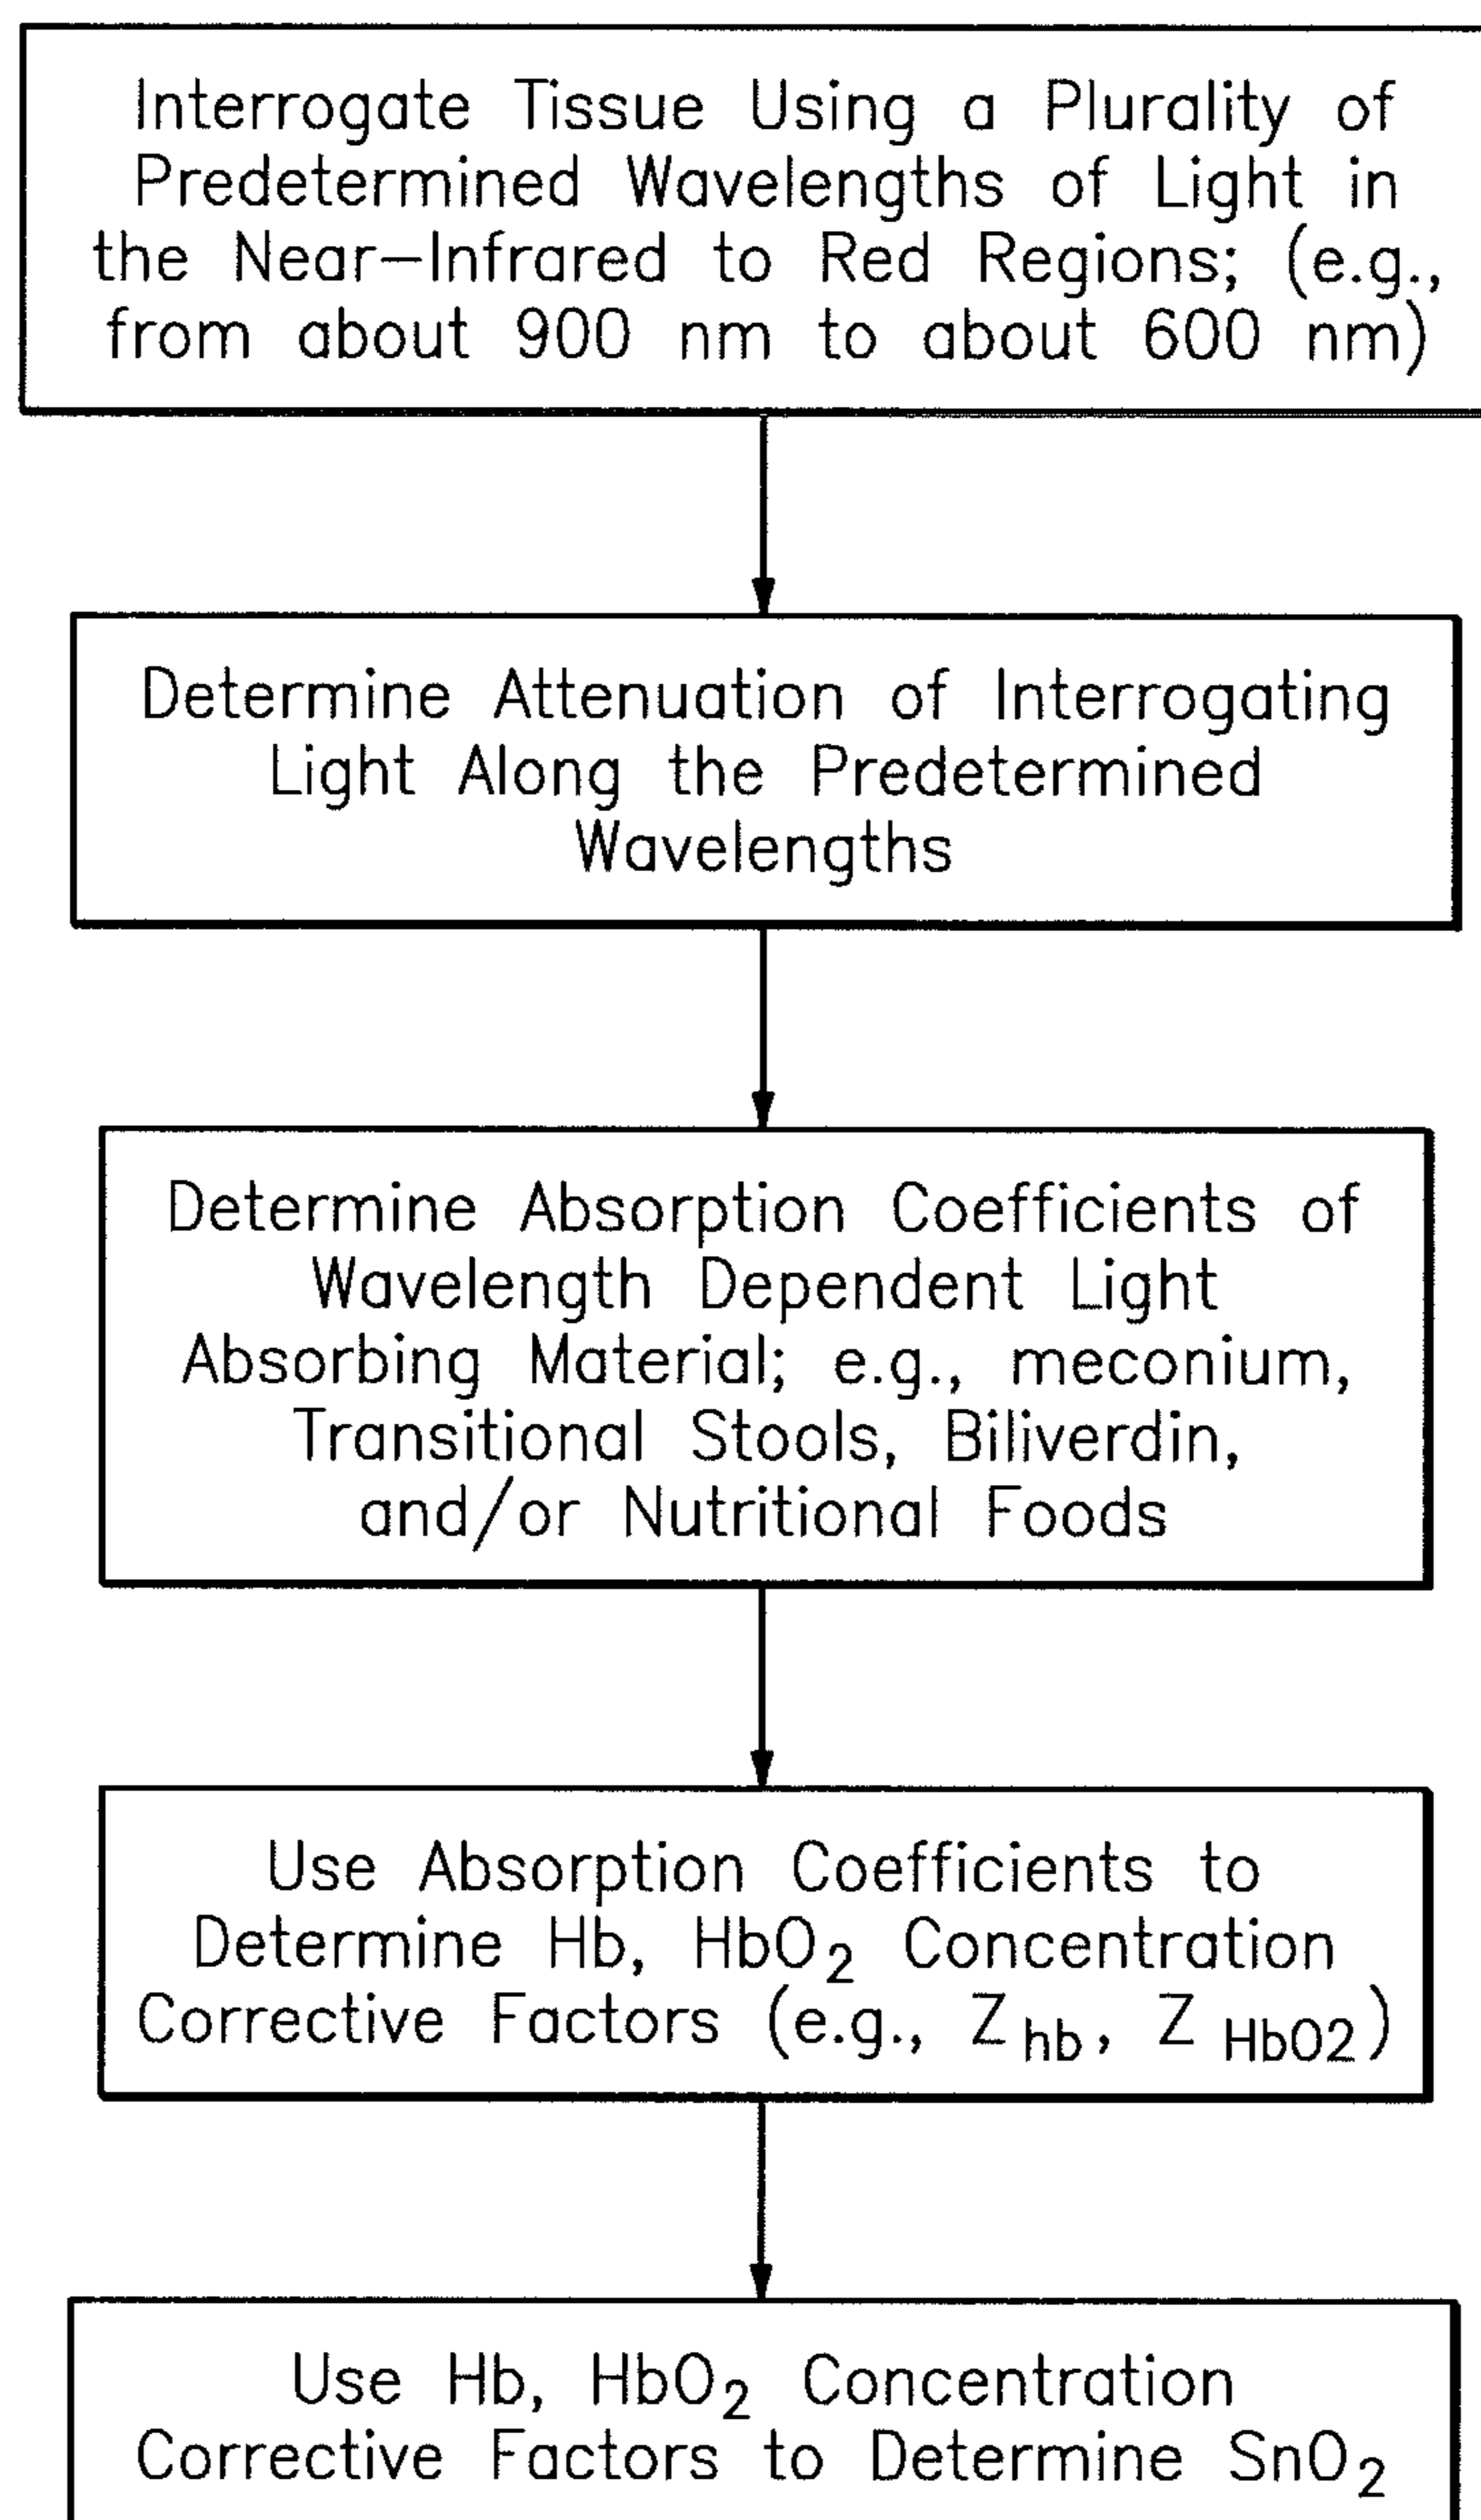 Interrogate Tissue Using a Plurality of
Predetermined Wavelengths of Light in
the Near-Infrared to Red Regions; (e.g.,
from about 900 nm to about 600 nm)
Determine Attenuation of Interrogating
Light Along the Predetermined
Wavelengths
Determine Absorption Coefficients of
Wavelength Dependent Light
Absorbing Material; e.g., meconium,
Transitional Stools, Biliverdin,
and/or Nutritional Foods
Use Absorption Coefficients to
Determine Hb, HbO2 Concentration
Corrective Factors (e.g., Z hb, Z HbO2)
Use Hb, HbO2 Concentration
Corrective Factors to Determine SnO2